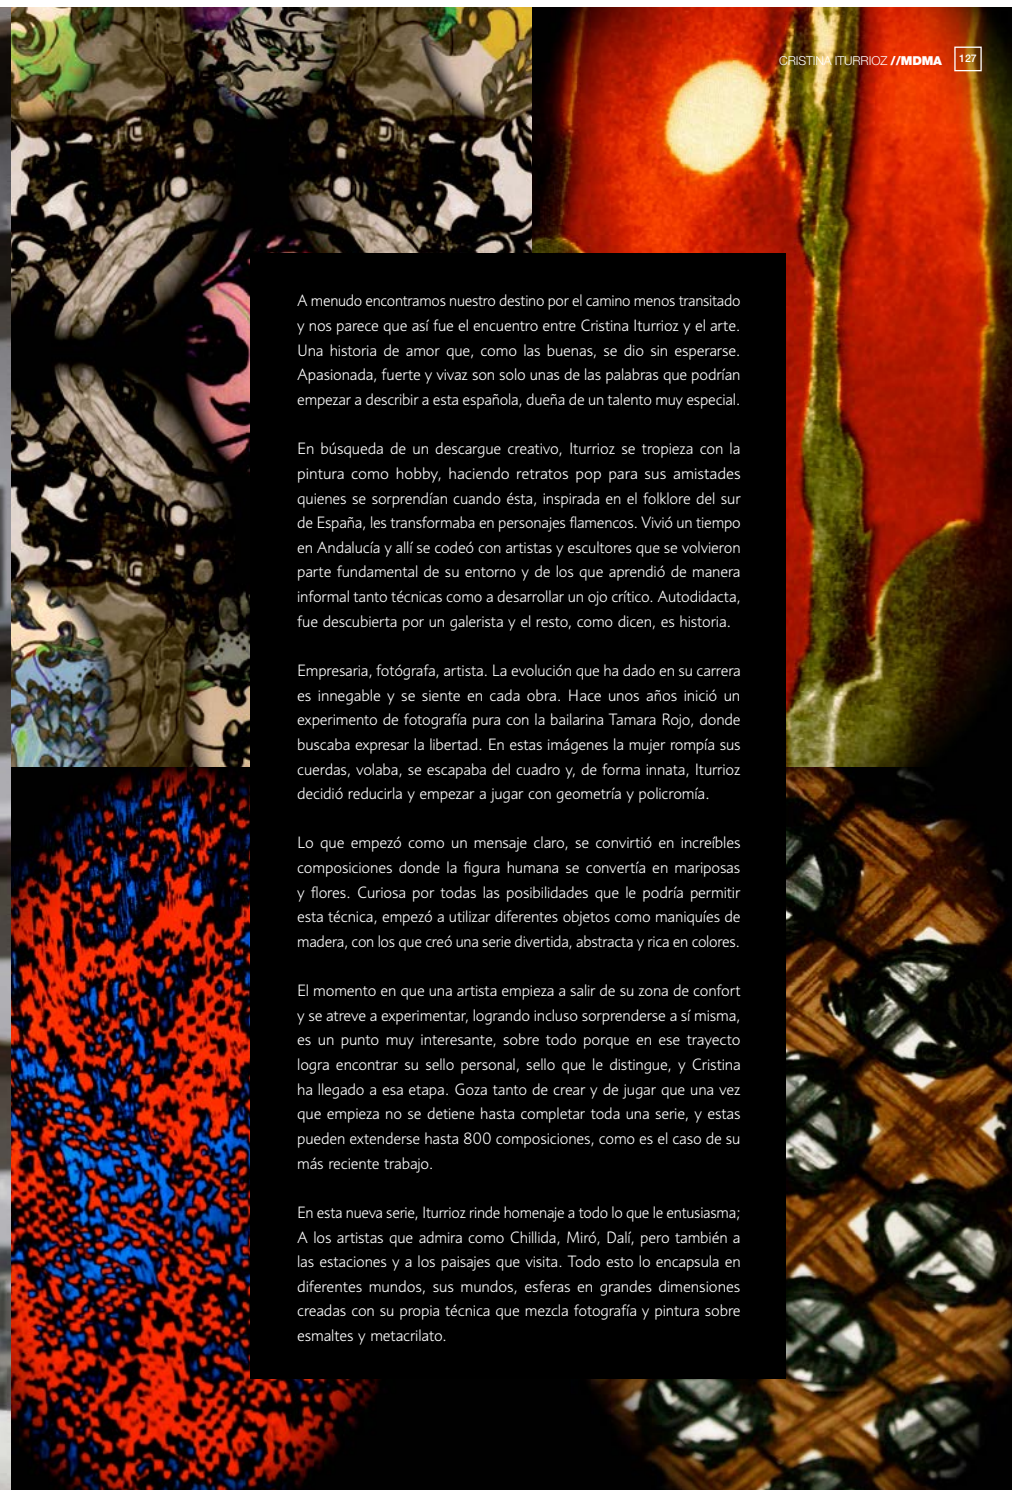 CRISTINA ITURRIOZ //MDMA 127
A menudo encontramos nuestro destino por el camino menos transitado
y nos parece que así fue el encuentro entre Cristina Iturrioz y el arte.
Una historia de amor que, como las buenas, se dio sin esperarse.
Apasionada, fuerte y vivaz son solo unas de las palabras que podrían
empezar a describir a esta española, dueña de un talento muy especial.
En búsqueda de un descargue creativo, Iturrioz se tropieza con la
pintura como hobby, haciendo retratos pop para sus amistades
quienes se sorprendían cuando ésta, inspirada en el folklore del sur
de España, les transformaba en personajes flamencos. Vivió un tiempo
en Andalucía y allí se codeó con artistas y escultores que se volvieron
parte fundamental de su entorno y de los que aprendió de manera
informal tanto técnicas como a desarrollar un ojo crítico. Autodidacta,
fue descubierta por un galerista y el resto, como dicen, es historia.
Empresaria, fotógrafa, artista. La evolución que ha dado en su carrera
es innegable y se siente en cada obra. Hace unos años inició un
experimento de fotografía pura con la bailarina Tamara Rojo, donde
buscaba expresar la libertad. En estas imágenes la mujer rompía sus
cuerdas, volaba, se escapaba del cuadro y, de forma innata, Iturrioz
decidió reducirla y empezar a jugar con geometría y policromía.
Lo que empezó como un mensaje claro, se convirtió en increíbles
composiciones donde la figura humana se convertía en mariposas
y flores. Curiosa por todas las posibilidades que le podría permitir
esta técnica, empezó a utilizar diferentes objetos como maniquíes de
madera, con los que creó una serie divertida, abstracta y rica en colores.
El momento en que una artista empieza a salir de su zona de confort
y se atreve a experimentar, logrando incluso sorprenderse a sí misma,
es un punto muy interesante, sobre todo porque en ese trayecto
logra encontrar su sello personal, sello que le distingue, y Cristina
ha llegado a esa etapa. Goza tanto de crear y de jugar que una vez
que empieza no se detiene hasta completar toda una serie, y estas
pueden extenderse hasta 800 composiciones, como es el caso de su
más reciente trabajo.
En esta nueva serie, Iturrioz rinde homenaje a todo lo que le entusiasma;
A los artistas que admira como Chillida, Miró, Dalí, pero también a
las estaciones y a los paisajes que visita. Todo esto lo encapsula en
diferentes mundos, sus mundos, esferas en grandes dimensiones
creadas con su propia técnica que mezcla fotografía y pintura sobre
esmaltes y metacrilato.